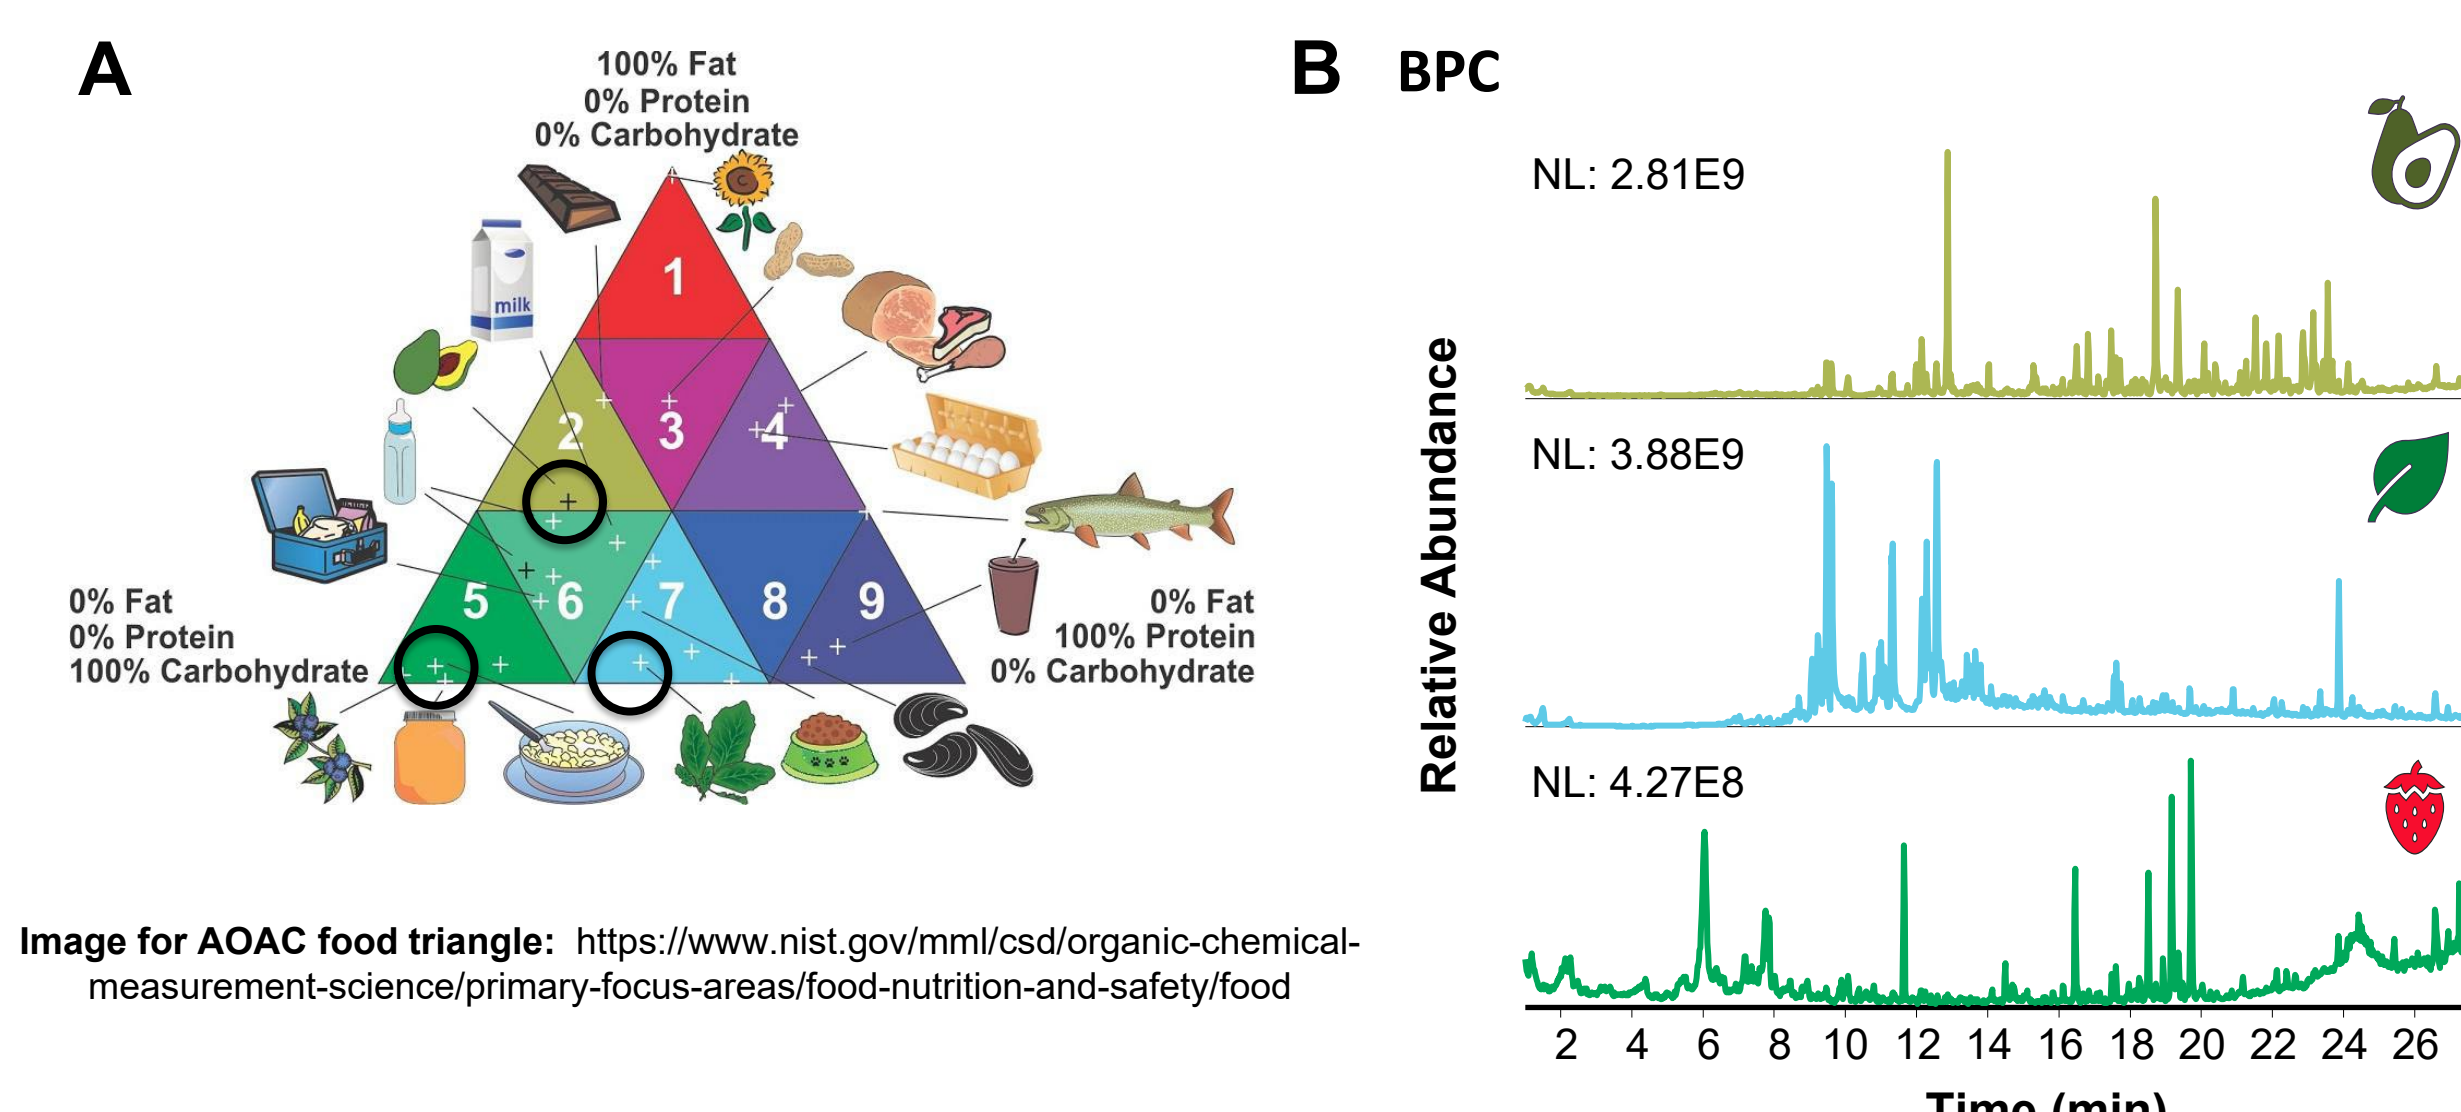 A
100% Fat
0% Protein
0% Carbohydrate
milk
1
2
3
4
5
6
7
8
9
0% Fat
0% Protein
100% Carbohydrate
0% Fat
100% Protein
0% Carbohydrate
Image for AOAC food triangle: https://www.nist.gov/mml/csd/organic-chemical-
measurement-science/primary-focus-areas/food-nutrition-and-safety/food
B BPC
Relative Abundance
NL: 2.81E9
NL: 3.88E9
NL: 4.27E8
2 4 6 8 10 12 14 16 18 20 22 24 26
Time (min)